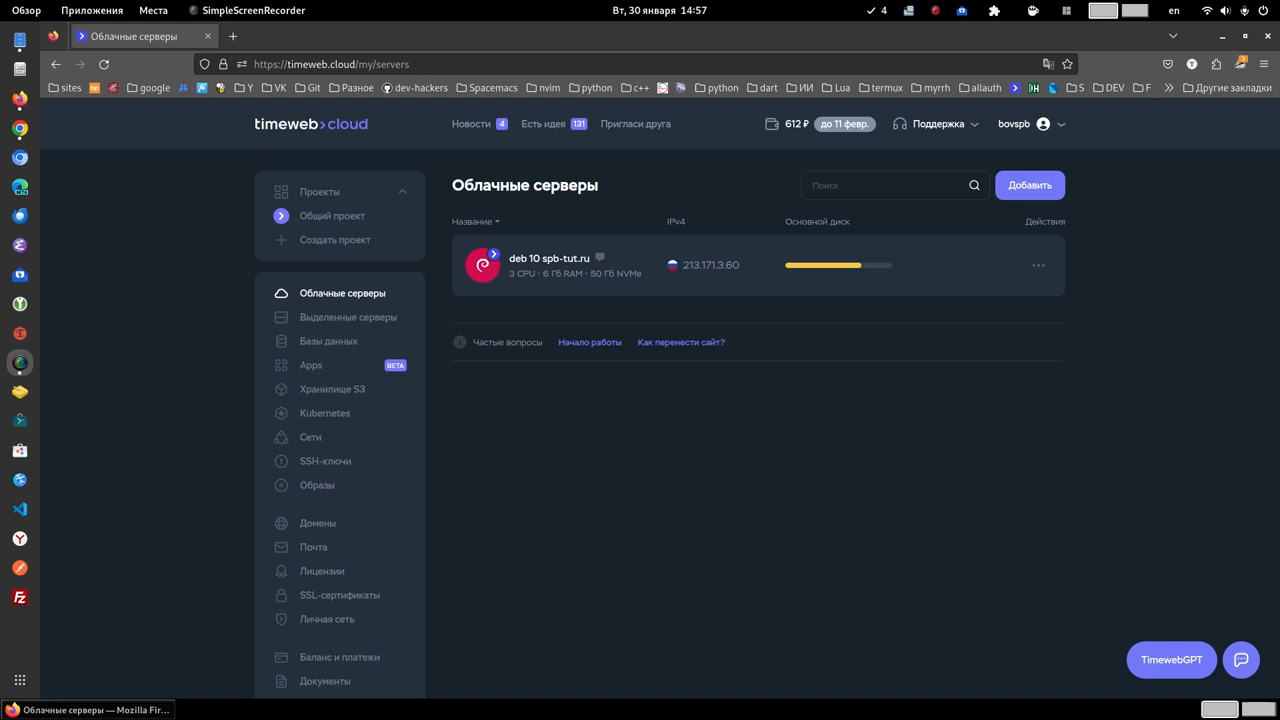 Обзор Приложения Места SimpleScreenRecorder Вт, 30 января 14:57 4 en
Облачные серверы
https://timeweb.cloud/my/servers
sites google Y VK Git Разное dev-hackers Spacemacs nvim python c++ python dart ИИ Lua termux myrrh allauth S DEV F Другие закладки
timeweb>cloud Новости 4 Есть идея 131 Пригласи друга 612 ₽ до 11 февр. Поддержка bovspb
Проекты
Общий проект
Создать проект
Облачные серверы
Выделенные серверы
Базы данных
Apps BETA
Хранилище S3
Kubernetes
Сети
SSH-ключи
Образы
Домены
Почта
Лицензии
SSL-сертификаты
Личная сеть
Баланс и платежи
Документы
Облачные серверы Поиск Добавить
Название IPv4 Основной диск Действия
deb 10 spb-tut.ru
3 CPU · 6 Гб RAM · 50 Гб NVMe
213.171.3.60
Частые вопросы Начало работы Как перенести сайт?
TimewebGPT
Облачные серверы — Mozilla Fir...